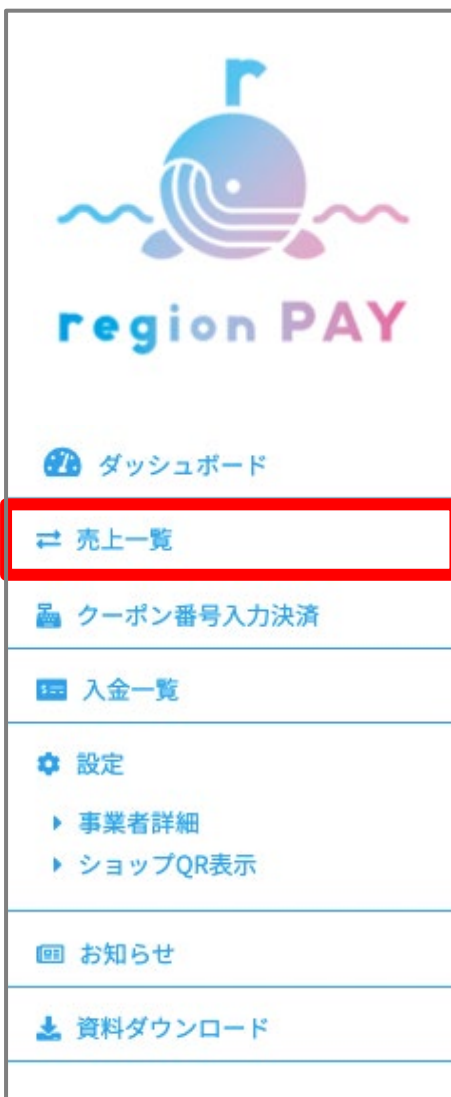 r
region PAY
ダッシュボード
売上一覧
クーポン番号入力決済
入金一覧
設定
事業者詳細
ショップQR表示
お知らせ
資料ダウンロード